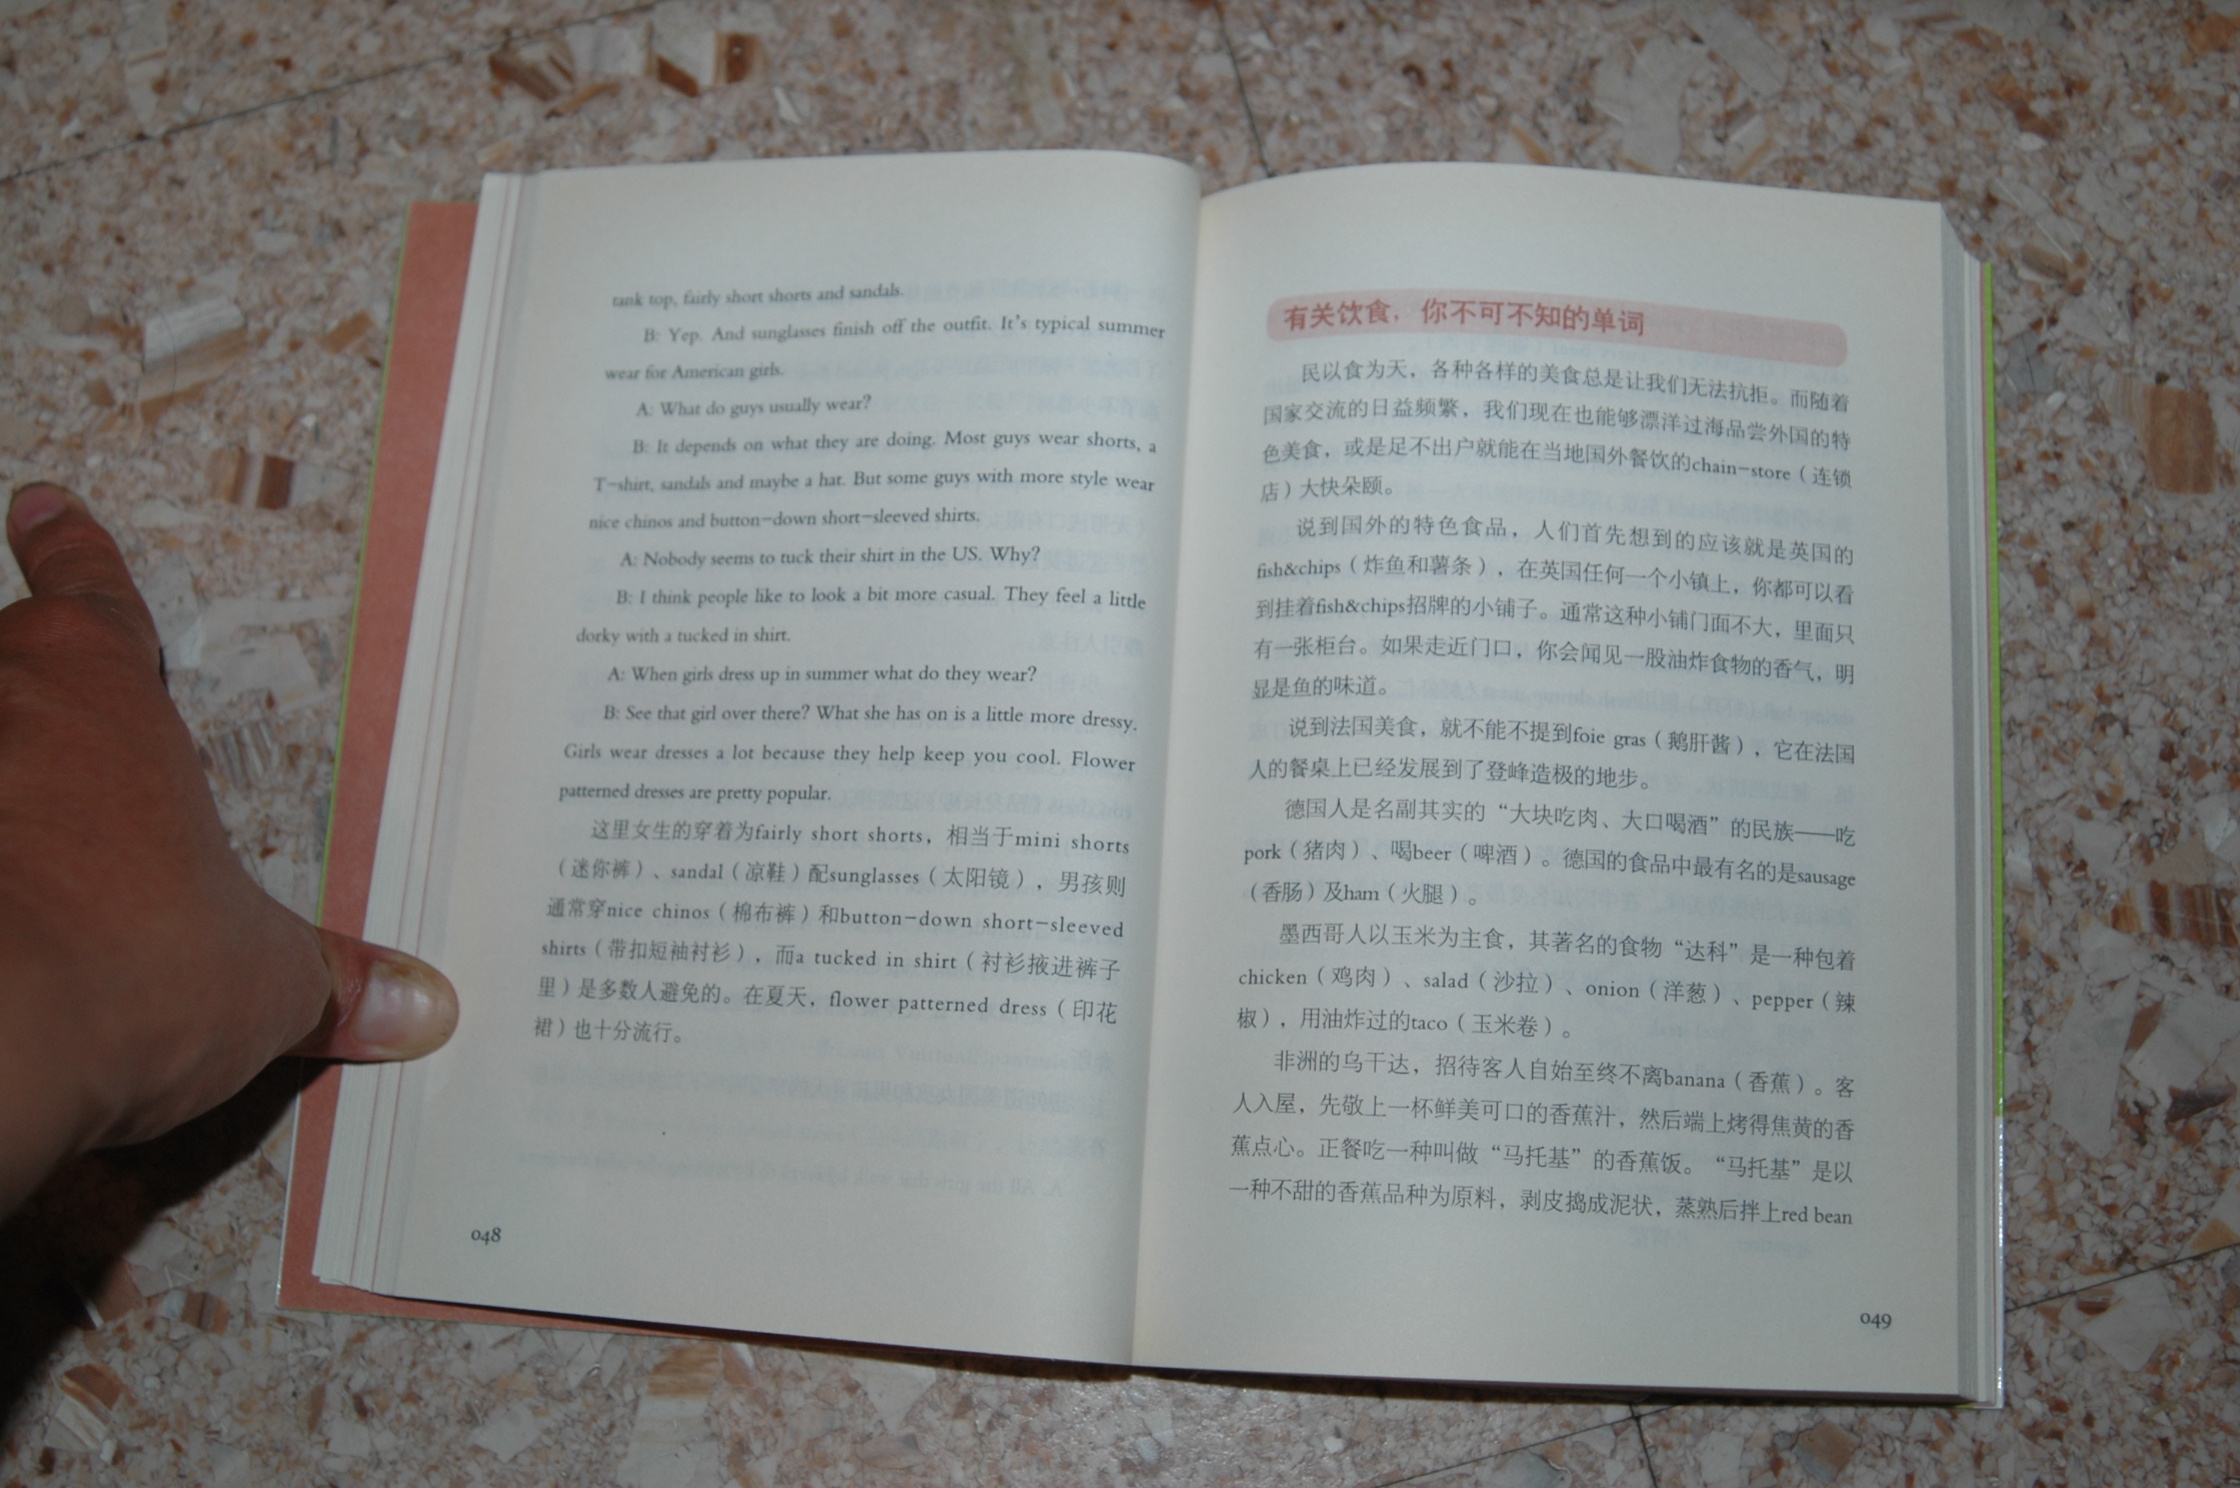 tank top, fairly short shorts and sandals.
B: Yep. And sunglasses finish off the outfit. It's typical summer
wear for American girls.
A: What do guys usually wear?
B: It depends on what they are doing. Most guys wear shorts, a
T-shirt, sandals and maybe a hat. But some guys with more style wear
nice chinos and button-down short-sleeved shirts.
A: Nobody seems to tuck their shirt in the US. Why?
B: I think people like to look a bit more casual. They feel a little
dorky with a tucked in shirt.
A: When girls dress up in summer what do they wear?
B: See that girl over there? What she has on is a little more dressy.
Girls wear dresses a lot because they help keep you cool. Flower
patterned dresses are pretty popular.
这里女生的穿着为fairly short shorts，相当于mini shorts
（迷你裤）、sandal（凉鞋）配sunglasses（太阳镜），男孩则
通常穿nice chinos（棉布裤）和button-down short-sleeved
shirts（带扣短袖衬衫），而a tucked in shirt（衬衫掖进裤子
里）是多数人避免的。在夏天，flower patterned dress（印花
裙）也十分流行。
048
有关饮食，你不可不知的单词
民以食为天，各种各样的美食总是让我们无法抗拒。而随着
国家交流的日益频繁，我们现在也能够漂洋过海品尝外国的特
色美食，或是足不出户就能在当地国外餐饮的chain-store（连锁
店）大快朵颐。
说到国外的特色食品，人们首先想到的应该就是英国的
fish&chips（炸鱼和薯条），在英国任何一个小镇上，你都可以看
到挂着fish&chips招牌的小铺子。通常这种小铺门面不大，里面只
有一张柜台。如果走近门口，你会闻见一股油炸食物的香气，明
显是鱼的味道。
说到法国美食，就不能不提到foie gras（鹅肝酱），它在法国
人的餐桌上已经发展到了登峰造极的地步。
德国人是名副其实的“大块吃肉、大口喝酒”的民族——吃
pork（猪肉）、喝beer（啤酒）。德国的食品中最有名的是sausage
（香肠）及ham（火腿）。
墨西哥人以玉米为主食，其著名的食物“达科”是一种包着
chicken（鸡肉）、salad（沙拉）、onion（洋葱）、pepper（辣
椒），用油炸过的taco（玉米卷）。
非洲的乌干达，招待客人自始至终不离banana（香蕉）。客
人入屋，先敬上一杯鲜美可口的香蕉汁，然后端上烤得焦黄的香
蕉点心。正餐吃一种叫做“马托基”的香蕉饭。“马托基”是以
一种不甜的香蕉品种为原料，剥皮捣成泥状，蒸熟后拌上red bean
049